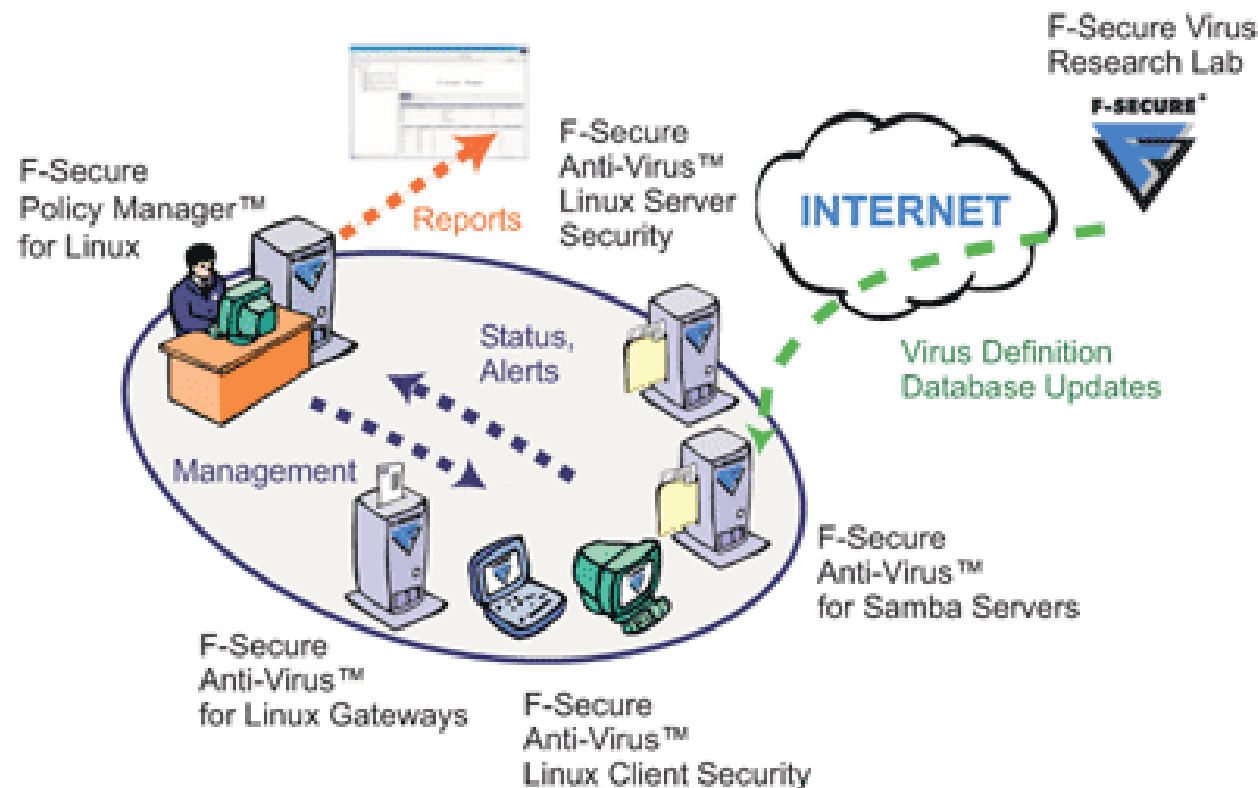 F-Secure Virus
Research Lab
F-SECURE®
F-Secure
Anti-Virus™
Linux Server
Security
INTERNET
F-Secure
Policy Manager™
for Linux
Reports
Status,
Alerts
Virus Definition
Database Updates
Management
F-Secure
Anti-Virus™
for Samba Servers
F-Secure
Anti-Virus™
for Linux Gateways
F-Secure
Anti-Virus™
Linux Client Security